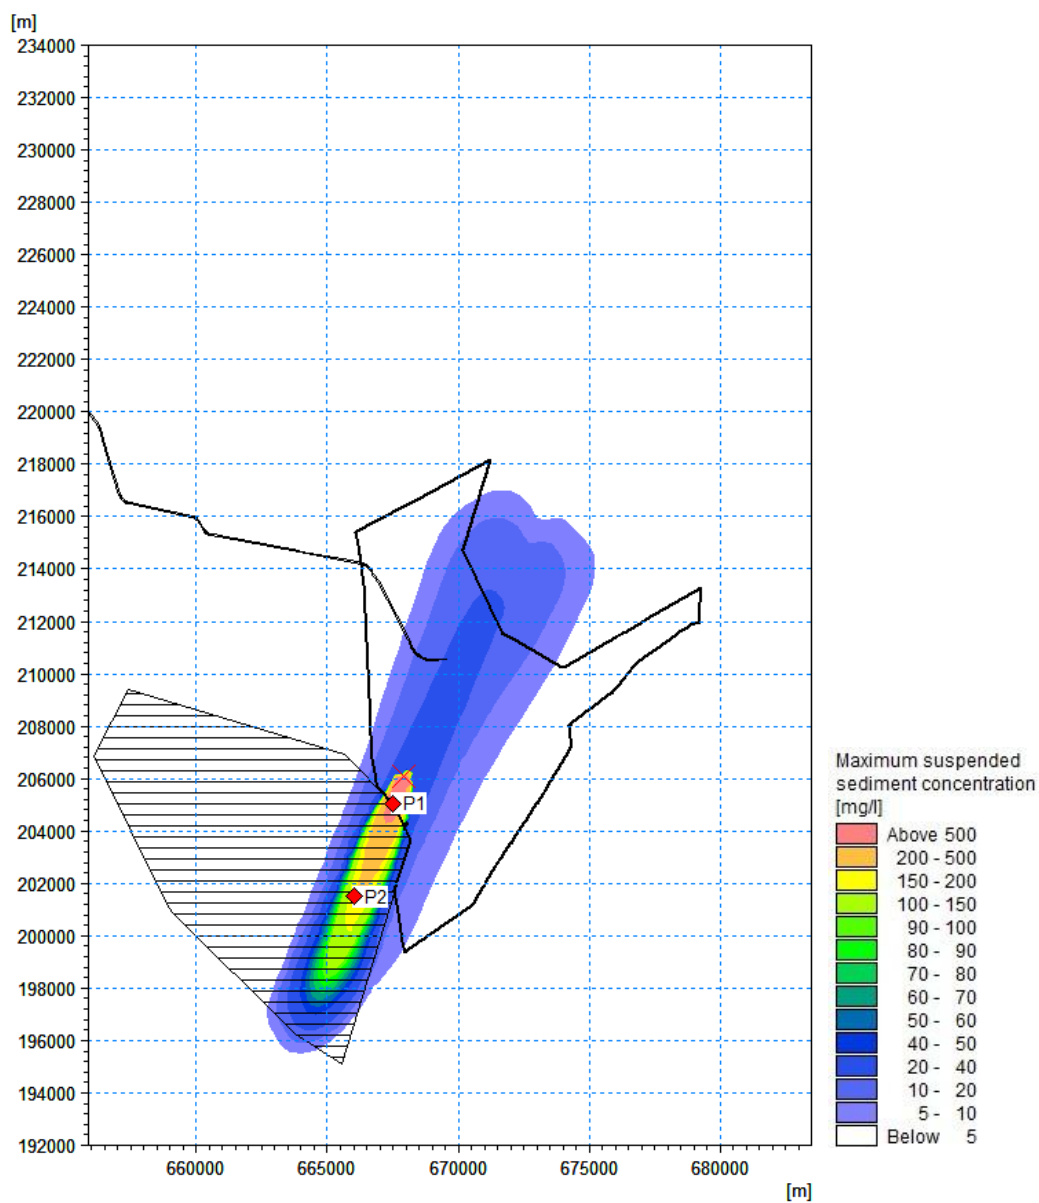 [m]
234000
232000
230000
228000
226000
224000
222000
220000
218000
216000
214000
212000
210000
208000
206000
204000
202000
200000
198000
196000
194000
192000
P1
P2
660000 665000 670000 675000 680000
[m]
Maximum suspended
sediment concentration
[mg/l]
Above 500
200 - 500
150 - 200
100 - 150
90 - 100
80 - 90
70 - 80
60 - 70
50 - 60
40 - 50
20 - 40
10 - 20
5 - 10
Below 5